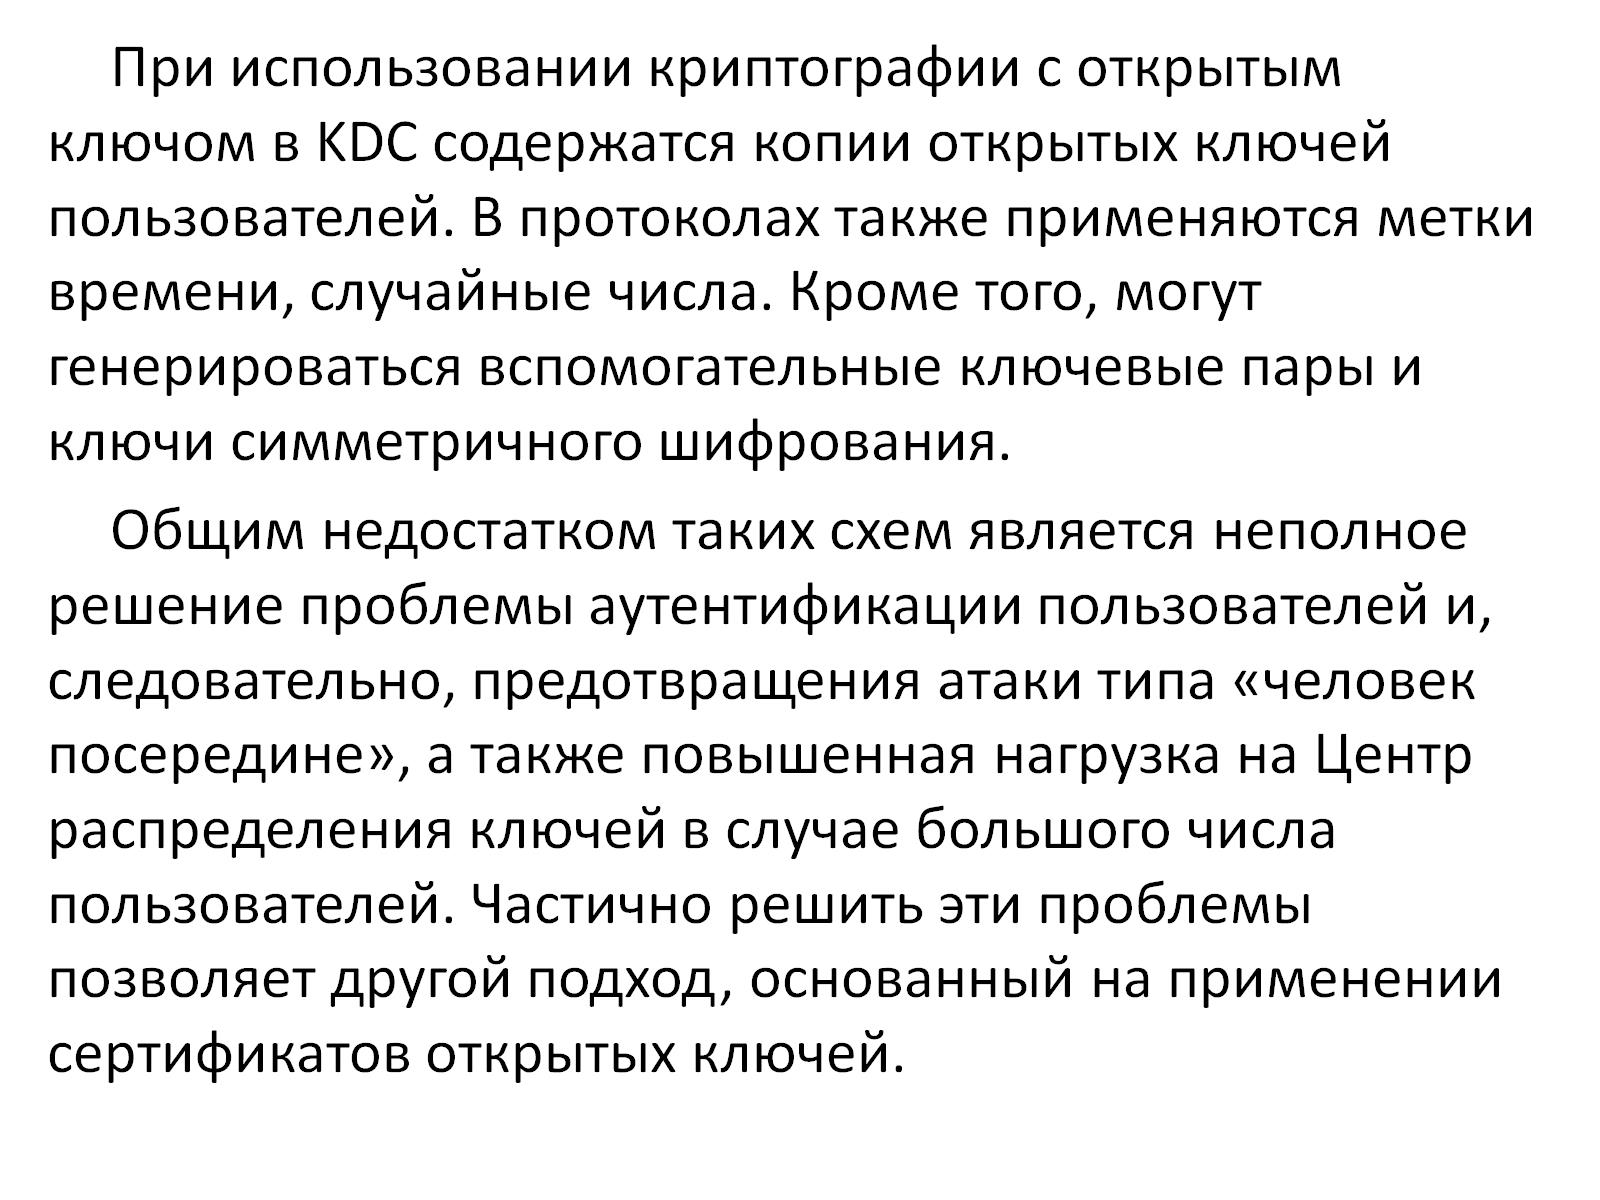 При использовании криптографии с открытым
ключом в KDC содержатся копии открытых ключей
пользователей. В протоколах также применяются метки
времени, случайные числа. Кроме того, могут
генерироваться вспомогательные ключевые пары и
ключи симметричного шифрования.
Общим недостатком таких схем является неполное
решение проблемы аутентификации пользователей и,
следовательно, предотвращения атаки типа «человек
посередине», а также повышенная нагрузка на Центр
распределения ключей в случае большого числа
пользователей. Частично решить эти проблемы
позволяет другой подход, основанный на применении
сертификатов открытых ключей.